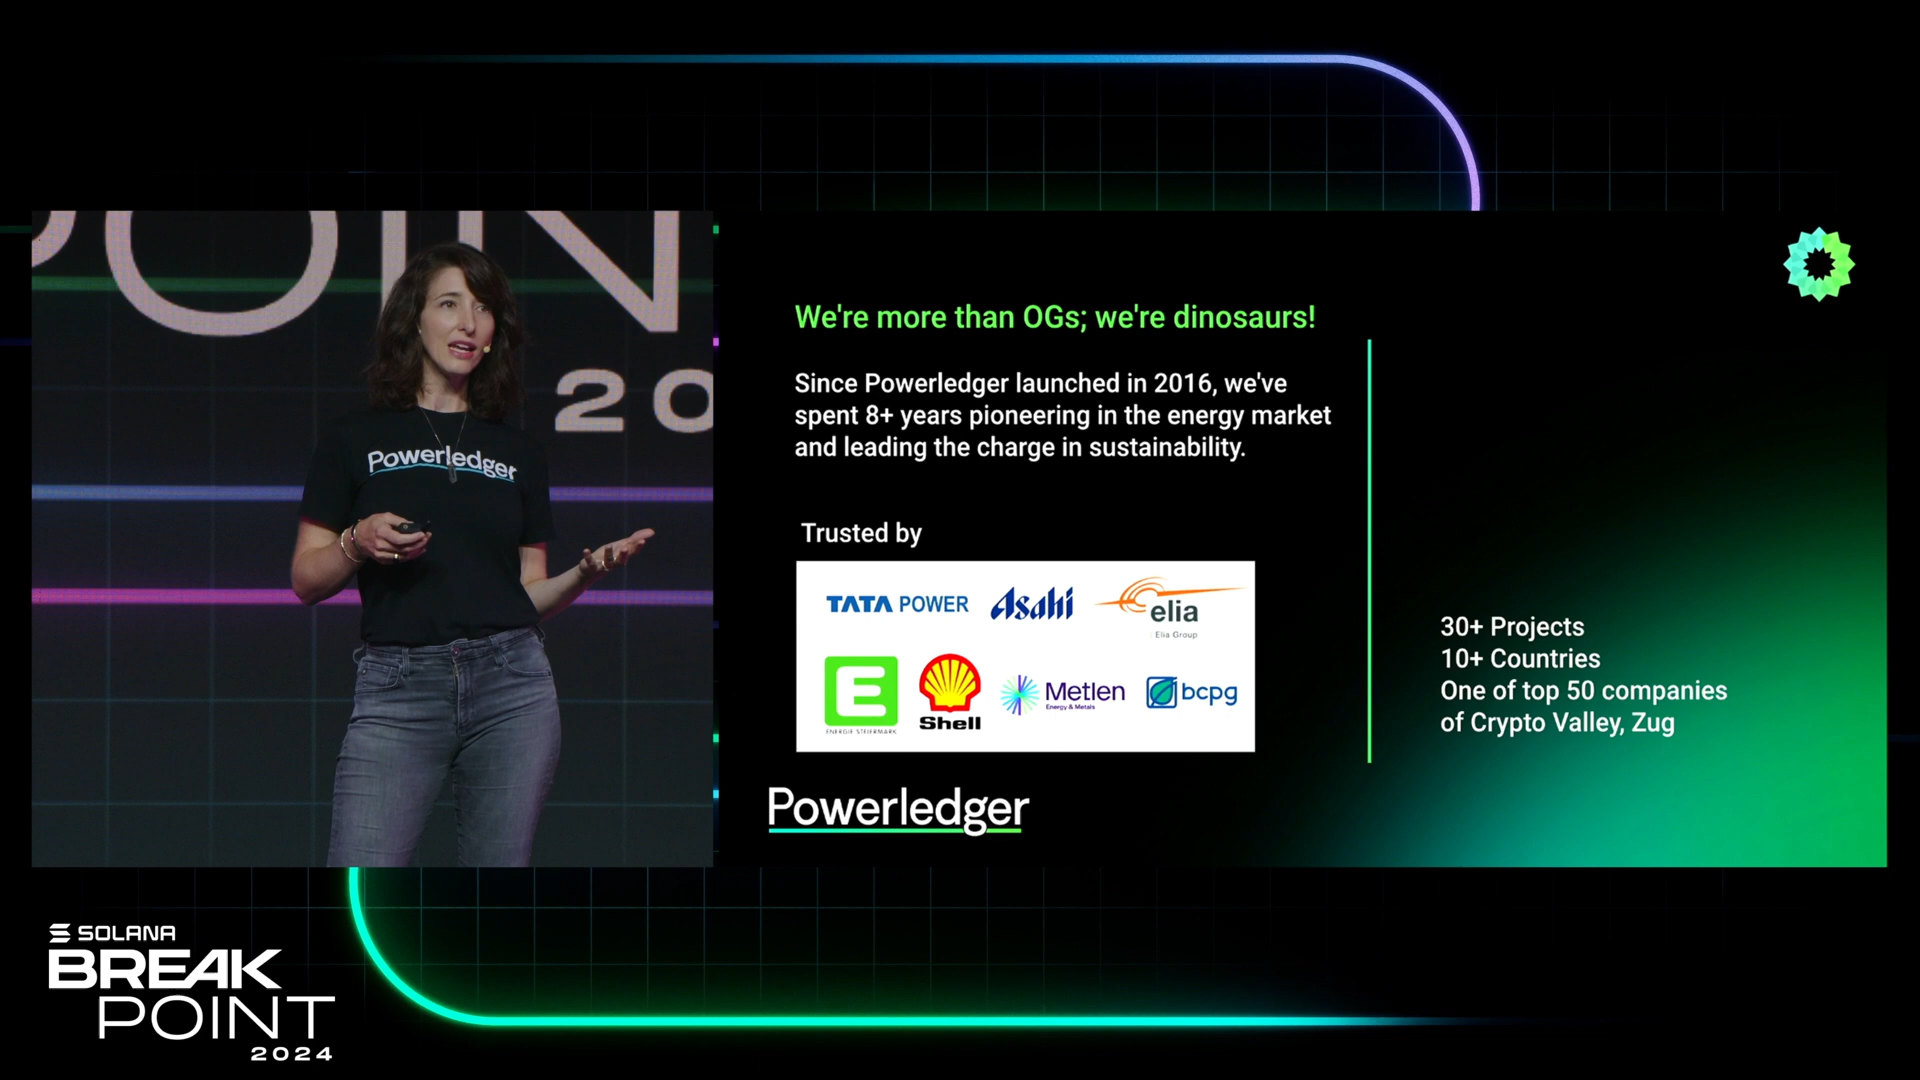 POIN
20
Powerledger
We're more than OGs; we're dinosaurs!
Since Powerledger launched in 2016, we've
spent 8+ years pioneering in the energy market
and leading the charge in sustainability.
Trusted by
TATA POWER
Asahi
elia
Elia Group
E
ENERGIE STEIERMARK
Shell
Metlen
Energy & Metals
bcpg
30+ Projects
10+ Countries
One of top 50 companies
of Crypto Valley, Zug
Powerledger
SOLANA
BREAK
POINT
2024